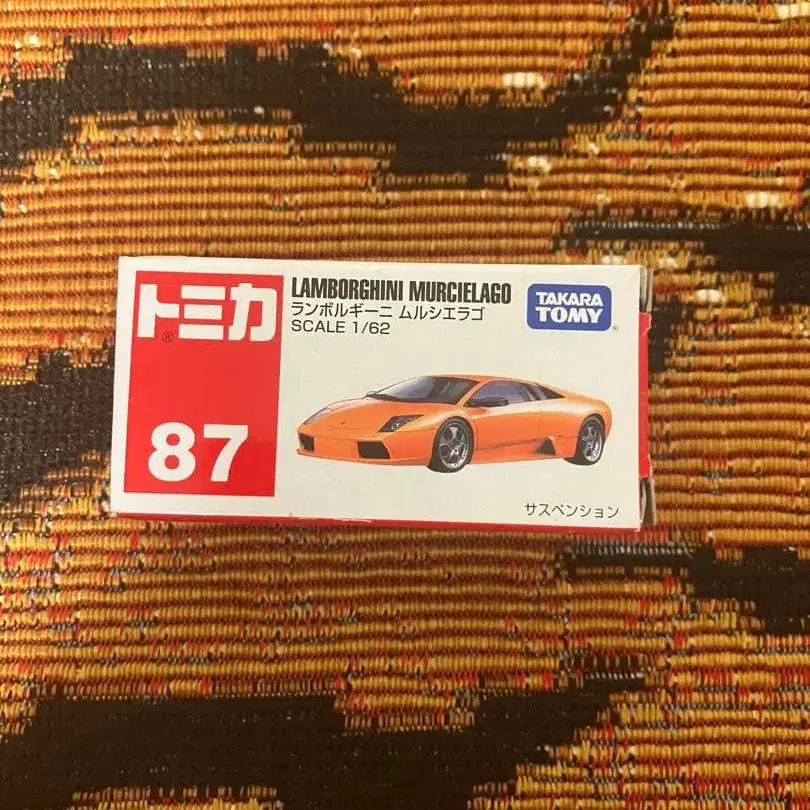 トミカ®
87
LAMBORGHINI MURCIELAGO
ランボルギーニ ムルシエラゴ
SCALE 1/62
TAKARA TOMY®
サスペンション